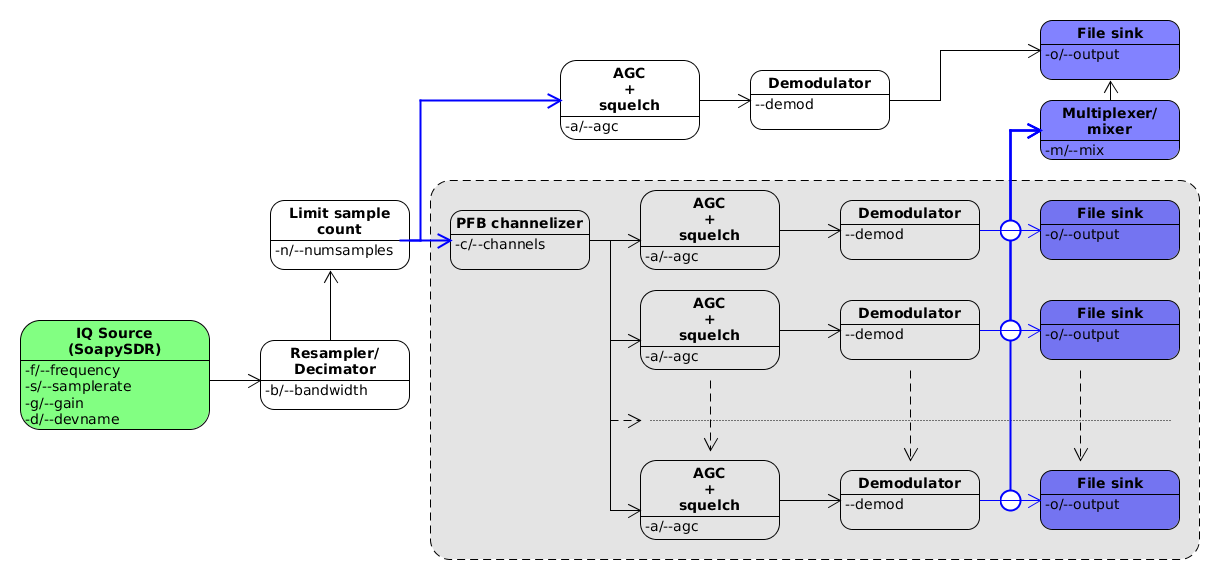 File sink
-o/--output
AGC
+
squelch
-a/--agc
Demodulator
--demod
Multiplexer/
mixer
-m/--mix
Limit sample
count
-n/--numsamples
PFB channelizer
-c/--channels
AGC
+
squelch
-a/--agc
Demodulator
--demod
File sink
-o/--output
AGC
+
squelch
-a/--agc
Demodulator
--demod
File sink
-o/--output
IQ Source
(SoapySDR)
-f/--frequency
-s/--samplerate
-g/--gain
-d/--devname
Resampler/
Decimator
-b/--bandwidth
AGC
+
squelch
-a/--agc
Demodulator
--demod
File sink
-o/--output